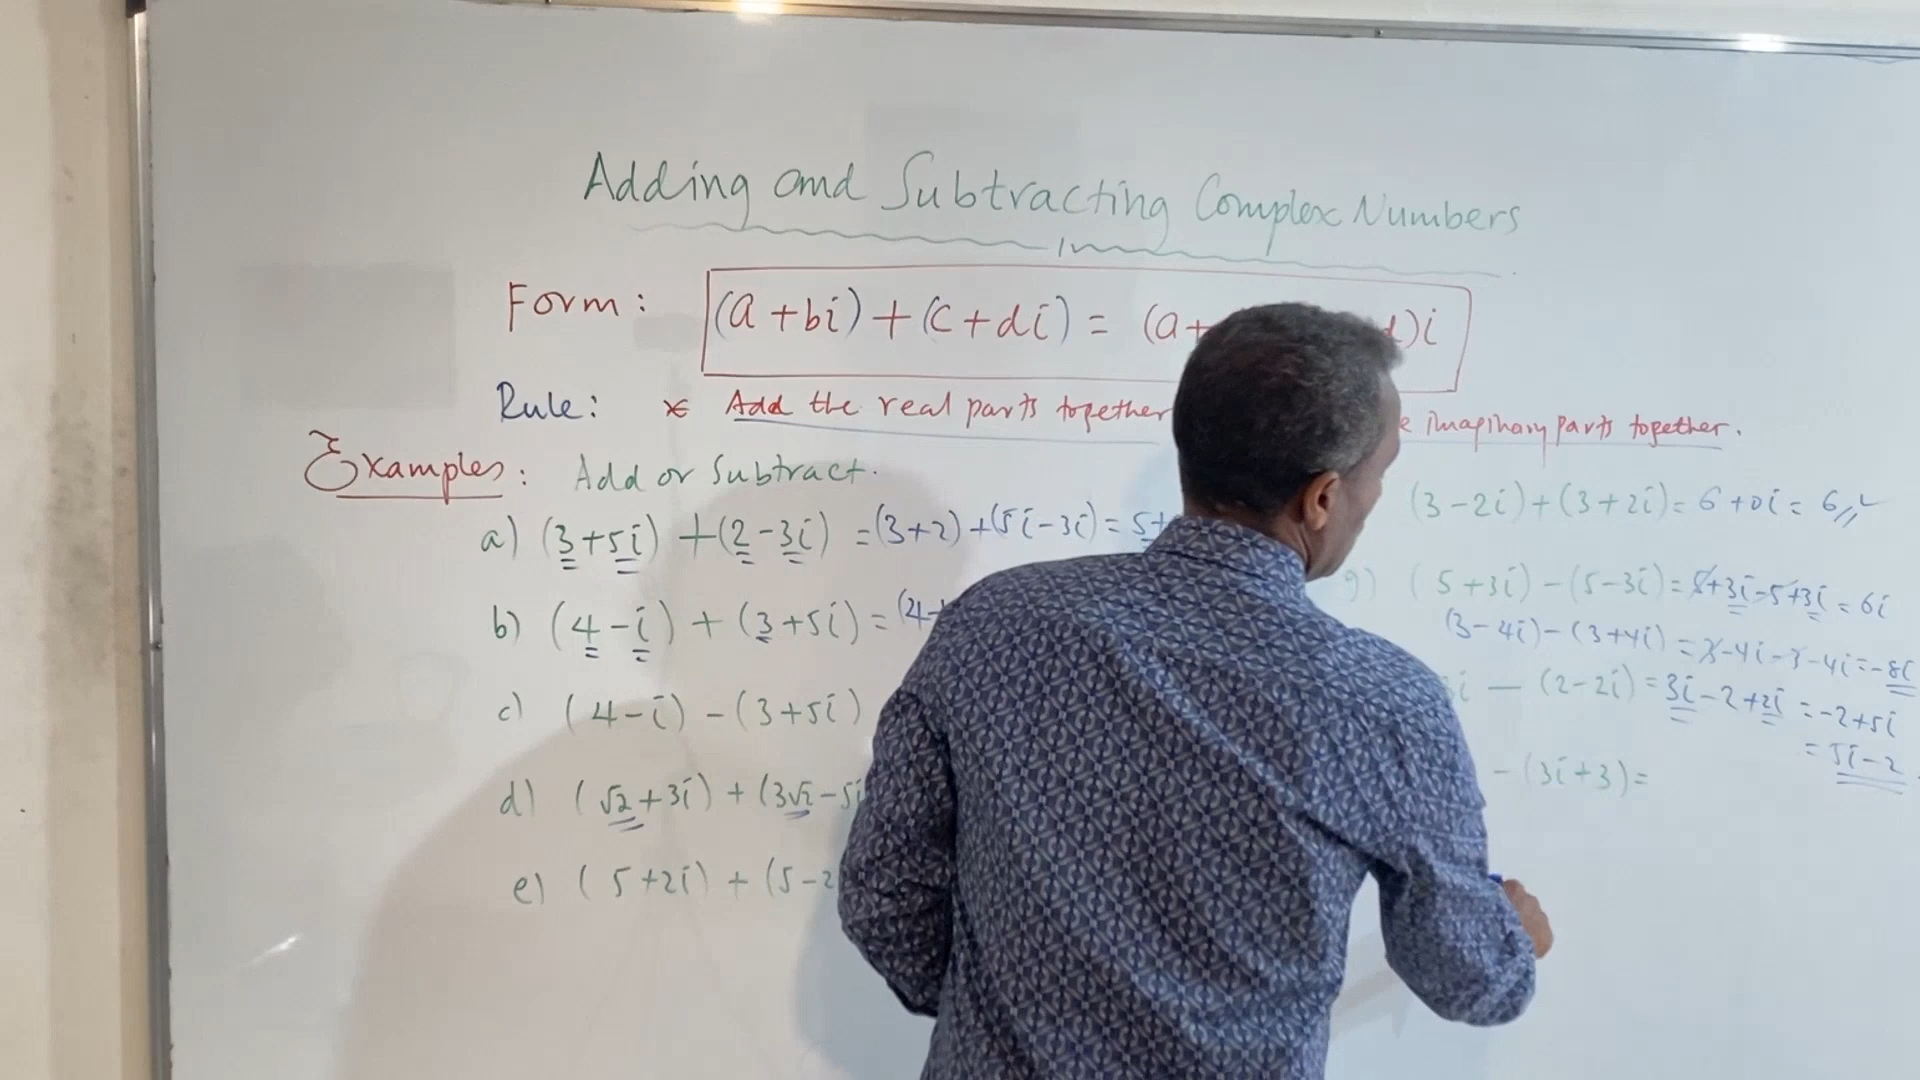 Adding and Subtracting Complex Numbers
Form: (a+bi)+(c+di) = (a+ )i
Rule: * Add the real parts together imaginary parts together.
Examples: Add or Subtract.
a) (3+5i) + (2-3i) = (3+2)+(5i-3i) = 5+
b) (4-i) + (3+5i) =
c) (4-i) - (3+5i)
d) (√2+3i) + (3√2-5i
e) (5+2i) + (5-2
(3-2i)+(3+2i) = 6+0i = 6
g) (5+3i) - (5-3i) = 5+3i-5+3i = 6i
(3-4i)-(3+4i) = 3-4i-3-4i = -8i
i - (2-2i) = 3i-2+2i = -2+5i
= 5i-2
- (3i+3) =